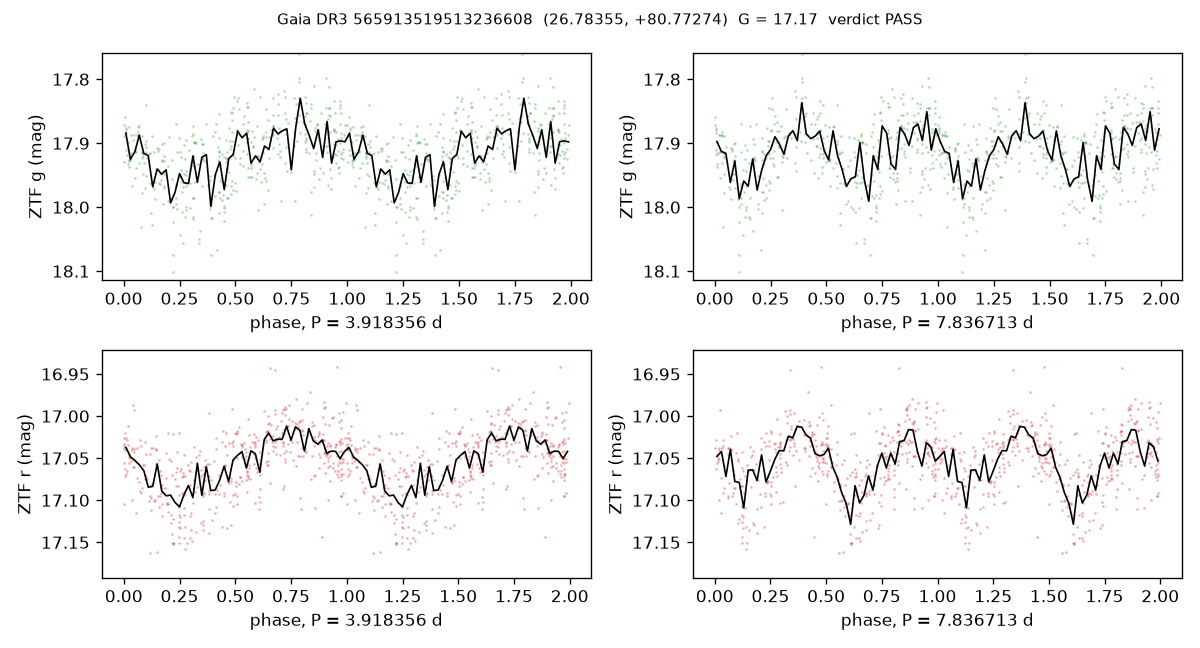 Gaia DR3 565913519513236608 (26.78355, +80.77274) G = 17.17 verdict PASS
ZTF g (mag)
17.8
17.9
18.0
18.1
0.00 0.25 0.50 0.75 1.00 1.25 1.50 1.75 2.00
phase, P = 3.918356 d
ZTF g (mag)
17.8
17.9
18.0
18.1
0.00 0.25 0.50 0.75 1.00 1.25 1.50 1.75 2.00
phase, P = 7.836713 d
ZTF r (mag)
16.95
17.00
17.05
17.10
17.15
0.00 0.25 0.50 0.75 1.00 1.25 1.50 1.75 2.00
phase, P = 3.918356 d
ZTF r (mag)
16.95
17.00
17.05
17.10
17.15
0.00 0.25 0.50 0.75 1.00 1.25 1.50 1.75 2.00
phase, P = 7.836713 d